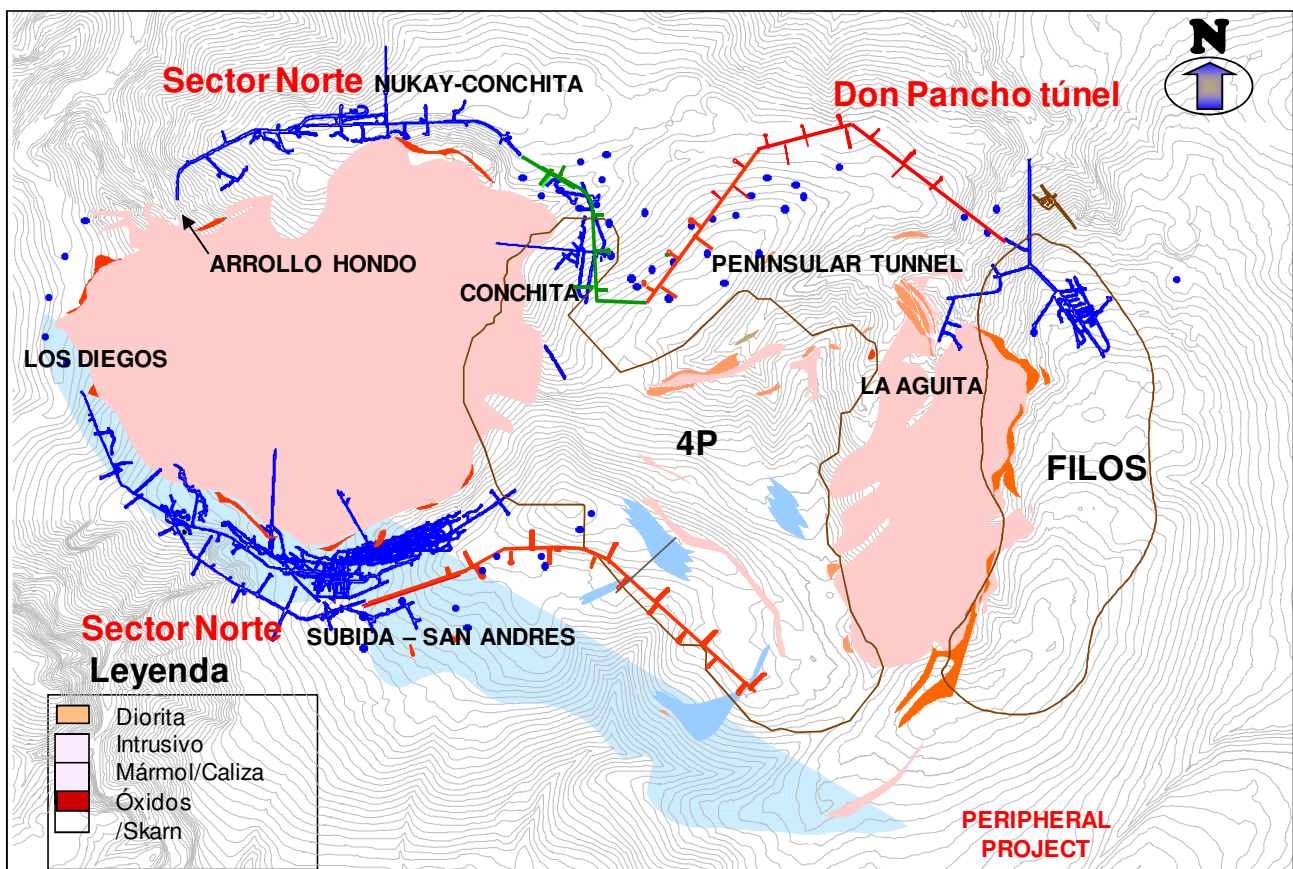 N
Sector Norte NUKAY-CONCHITA
Don Pancho túnel
ARROLLO HONDO
PENINSULAR TUNNEL
CONCHITA
LOS DIEGOS
LA AGUITA
4P
FILOS
Sector Norte
SUBIDA – SAN ANDRES
Leyenda
Diorita
Intrusivo
Mármol/Caliza
Óxidos
/Skarn
PERIPHERAL
PROJECT